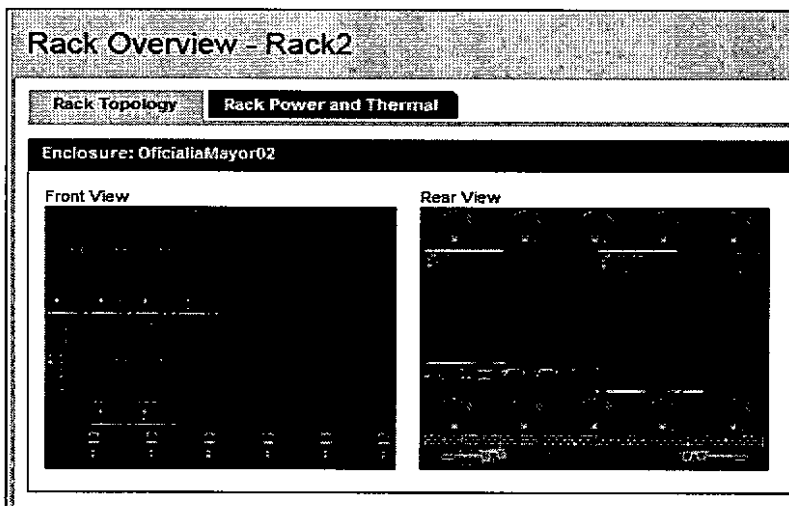 Rack Overview - Rack2
Rack Topology
Rack Power and Thermal
Enclosure: OficialiaMayor02
Front View
Rear View